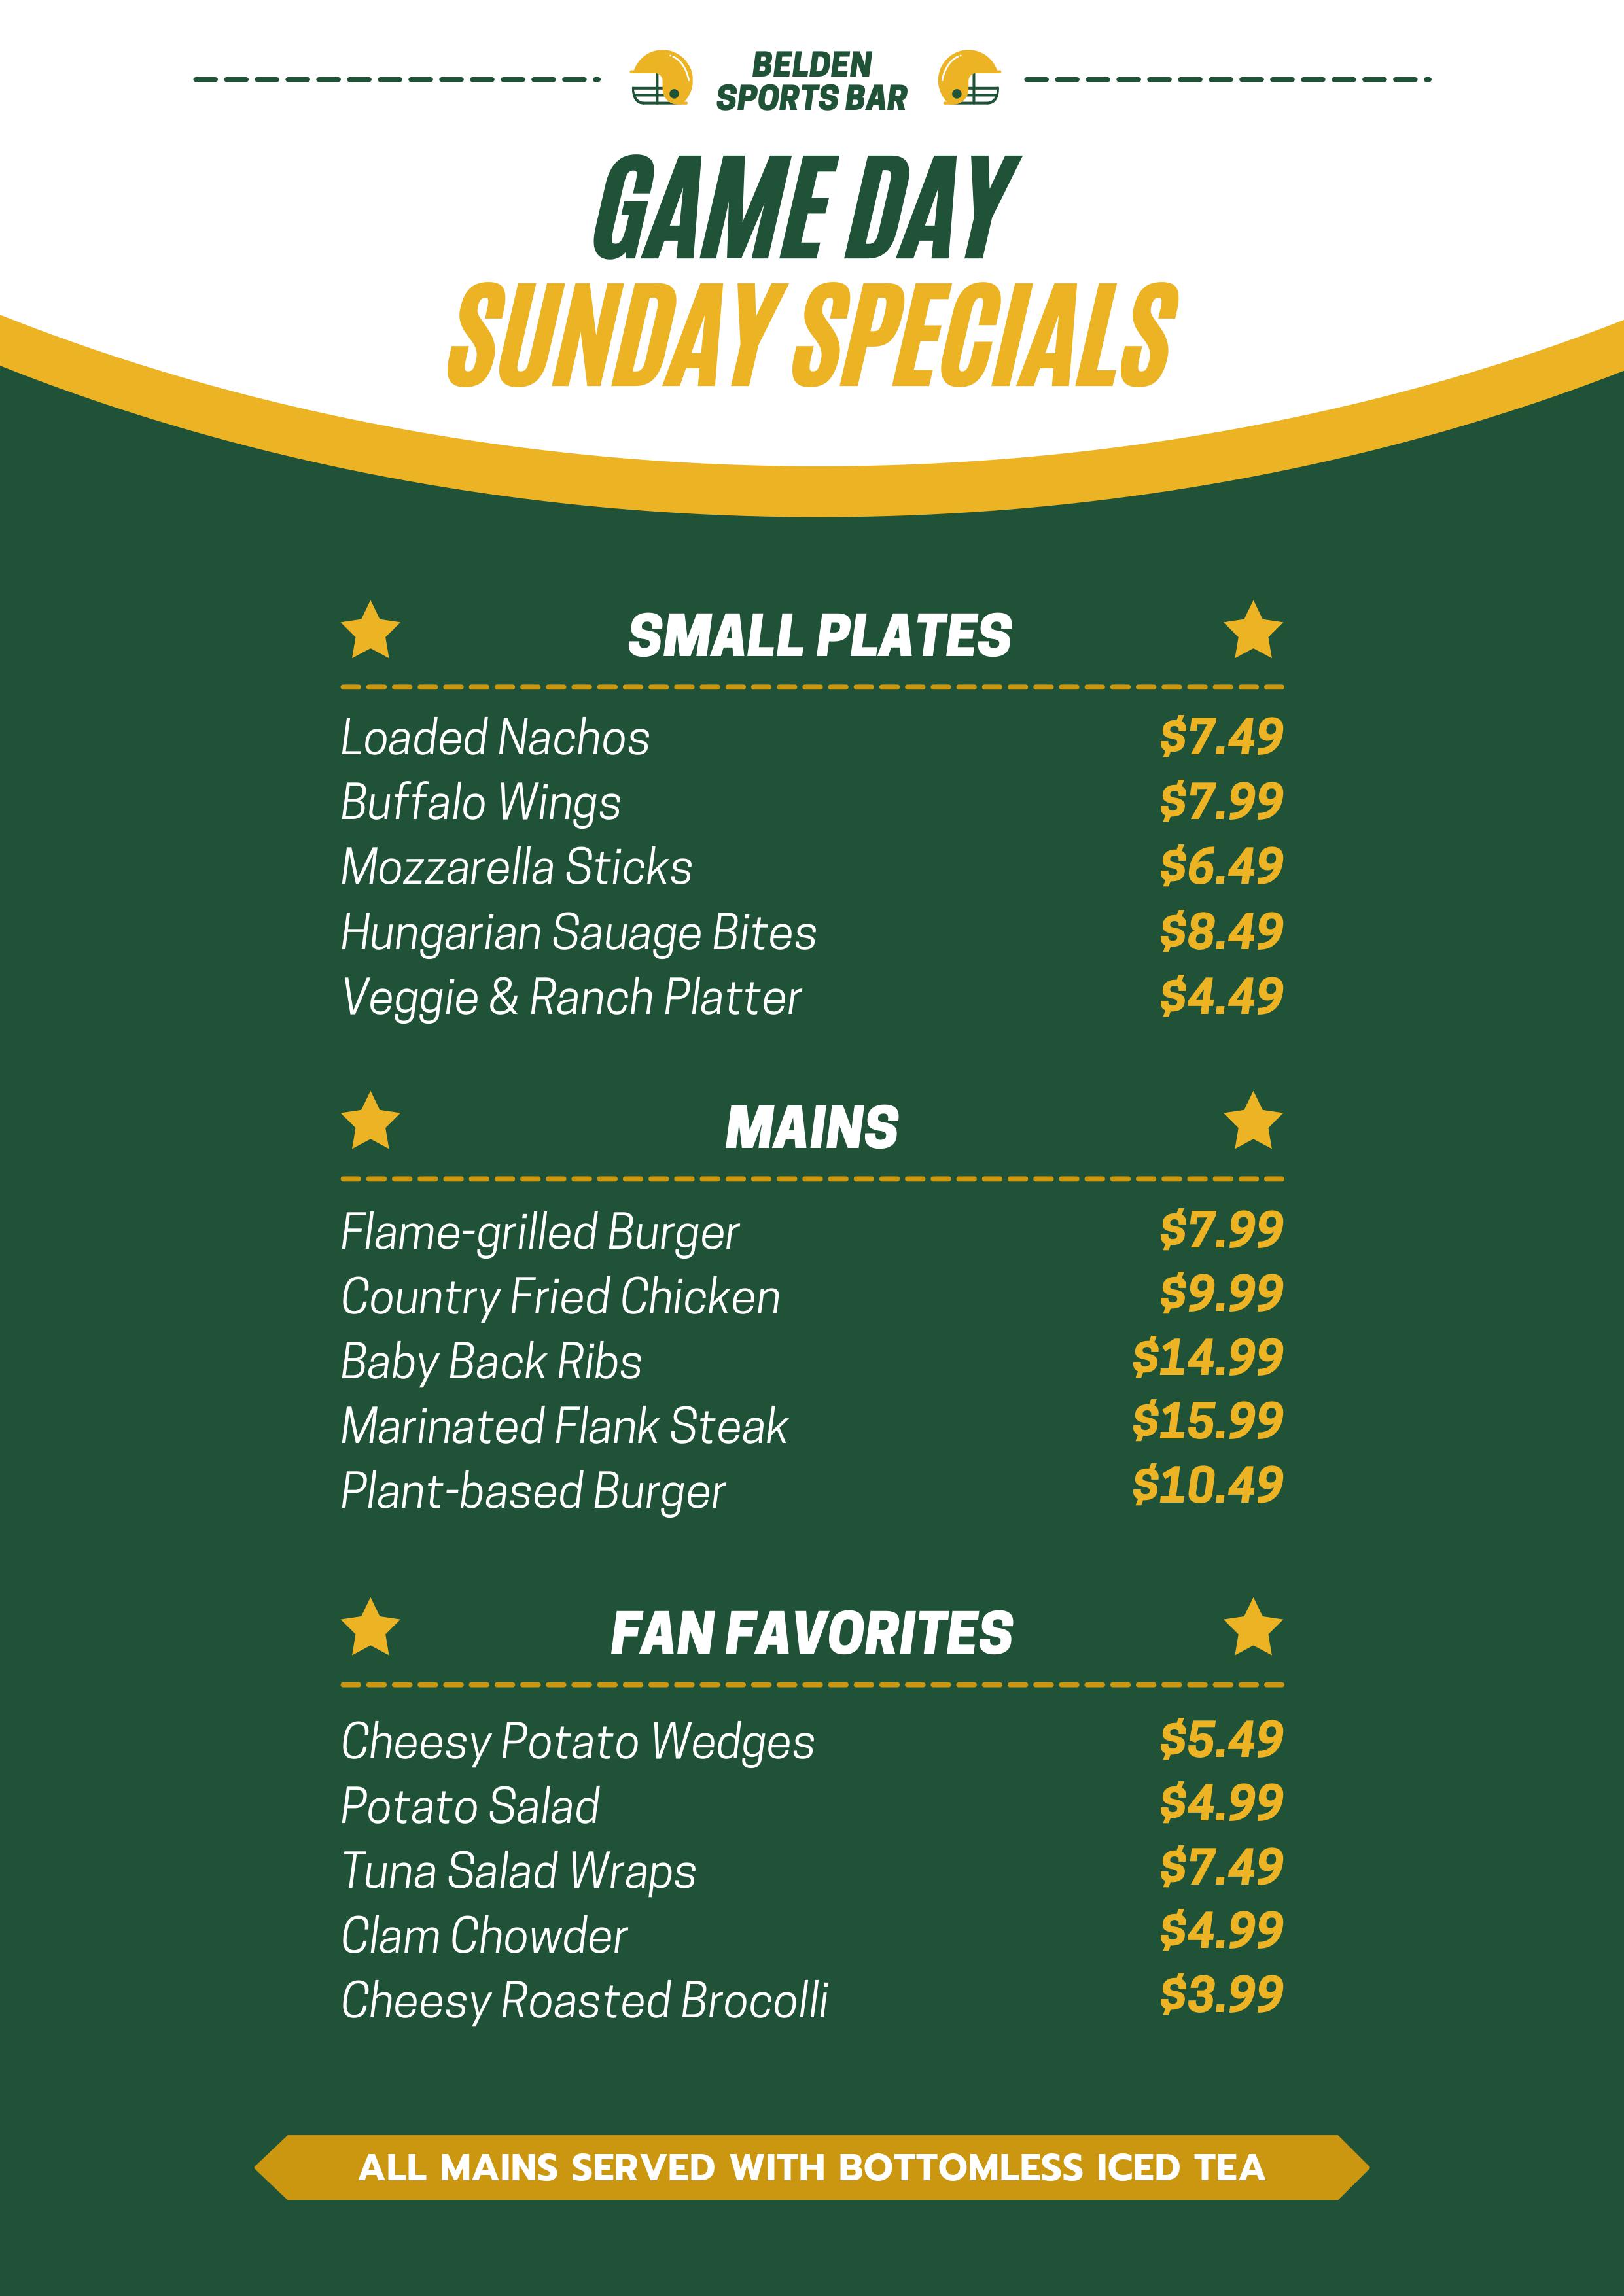 BELDEN
SPORTS BAR
GAME DAY
SUNDAY SPECIALS
SMALL PLATES
Loaded Nachos $7.49
Buffalo Wings $7.99
Mozzarella Sticks $6.49
Hungarian Sauage Bites $8.49
Veggie & Ranch Platter $4.49
MAINS
Flame-grilled Burger $7.99
Country Fried Chicken $9.99
Baby Back Ribs $14.99
Marinated Flank Steak $15.99
Plant-based Burger $10.49
FAN FAVORITES
Cheesy Potato Wedges $5.49
Potato Salad $4.99
Tuna Salad Wraps $7.49
Clam Chowder $4.99
Cheesy Roasted Brocolli $3.99
ALL MAINS SERVED WITH BOTTOMLESS ICED TEA